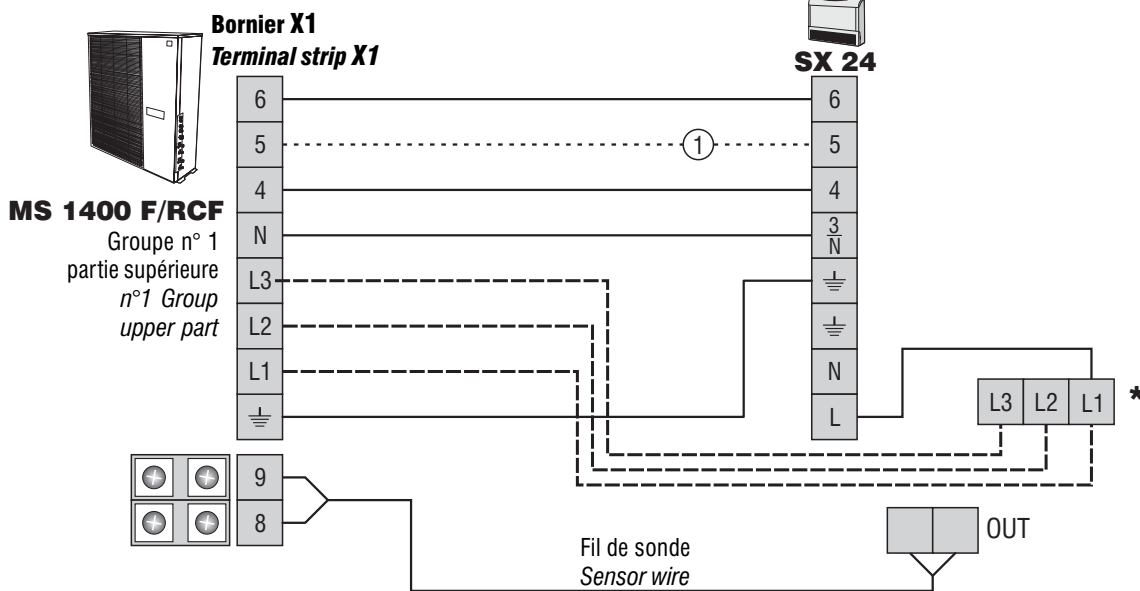 Bornier X1
Terminal strip X1
SX 24
MS 1400 F/RCF
Groupe n° 1
partie supérieure
n°1 Group
upper part
6
5
4
N
L3
L2
L1
9
8
1
6
5
4
3
N
N
L
L3 L2 L1 *
OUT
Fil de sonde
Sensor wire